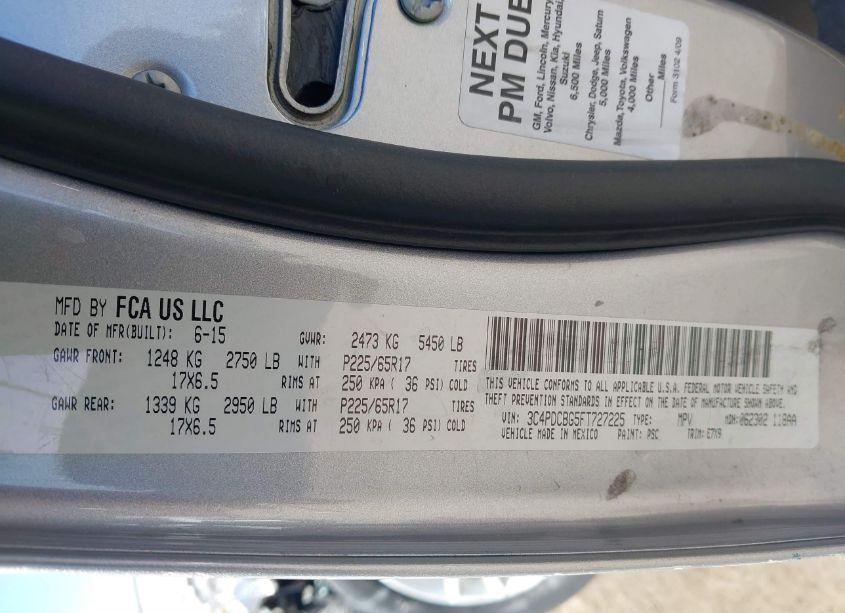 NEXT
PM DUE
GM, Ford, Lincoln, Mercury
Volvo, Nissan, Kia, Hyundai,
Suzuki
6,500 Miles
Chrysler, Dodge, Jeep, Saturn
5,000 Miles
Mazda, Toyota, Volkswagen
4,000 Miles
Other
Miles
Form 3102 4/09
MFD BY FCA US LLC
DATE OF MFR(BUILT): 6-15 GVWR: 2473 KG 5450 LB
GAWR FRONT: 1248 KG 2750 LB WITH P225/65R17 TIRES
17X6.5 RIMS AT 250 KPA ( 36 PSI) COLD
GAWR REAR: 1339 KG 2950 LB WITH P225/65R17 TIRES
17X6.5 RIMS AT 250 KPA ( 36 PSI) COLD
THIS VEHICLE CONFORMS TO ALL APPLICABLE U.S.A. FEDERAL MOTOR VEHICLE SAFETY AND
THEFT PREVENTION STANDARDS IN EFFECT ON THE DATE OF MANUFACTURE SHOWN ABOVE.
VIN: 3C4PDCBG5FT727225 TYPE: MPV MDH: 062302 118AA
VEHICLE MADE IN MEXICO PAINT: PSC TRIM: E7X9